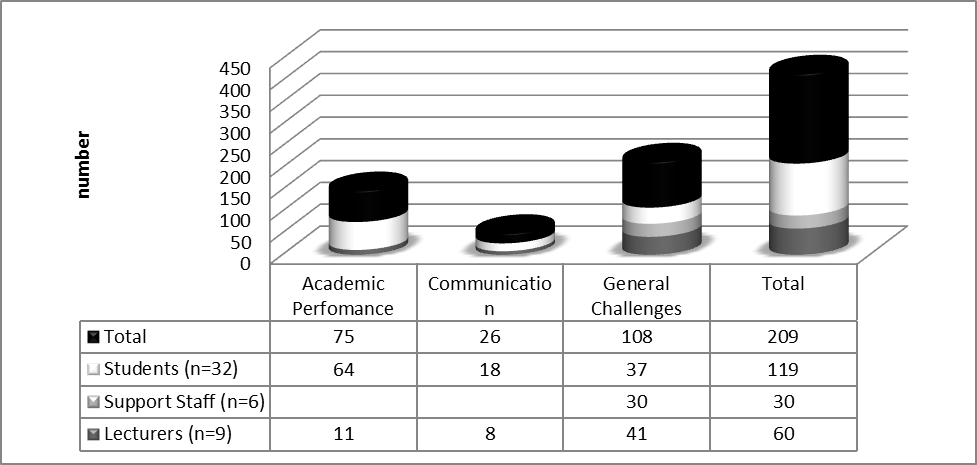 number
450
400
350
300
250
200
150
100
50
0
Academic
Perfomance
Communicatio
n
General
Challenges
Total
Total 75 26 108 209
Students (n=32) 64 18 37 119
Support Staff (n=6) 30 30
Lecturers (n=9) 11 8 41 60